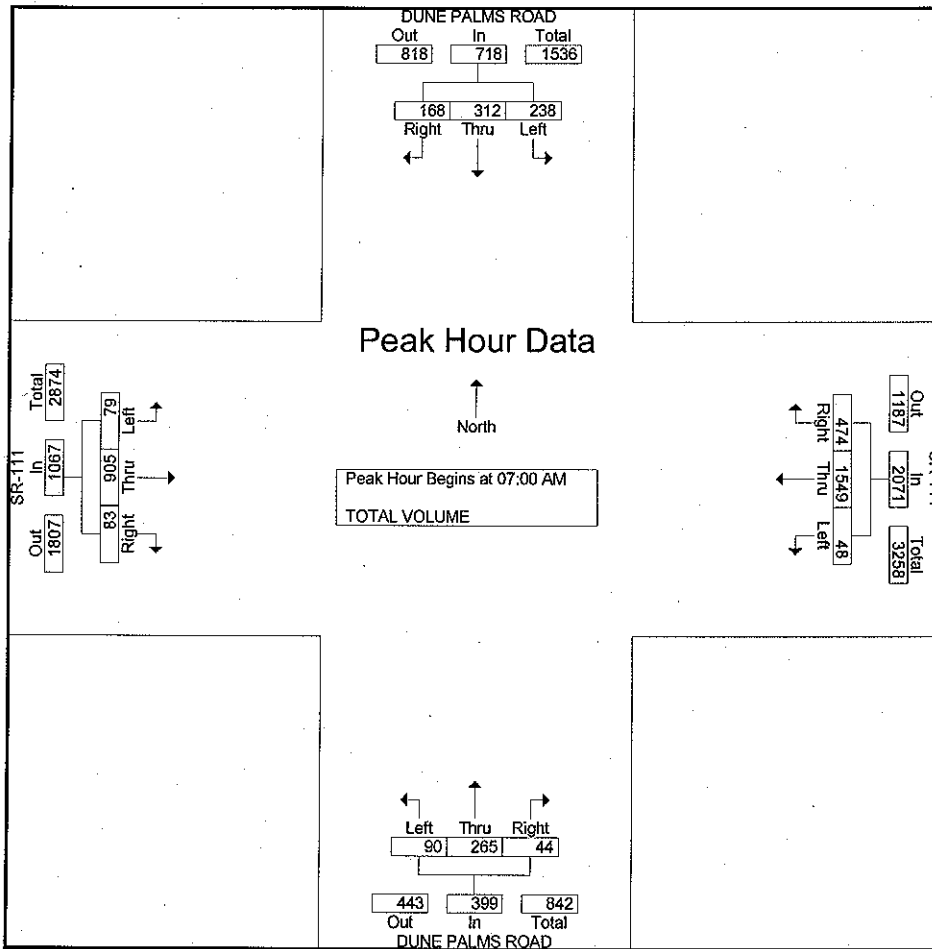 DUNE PALMS ROAD
Out In Total
818 718 1536
168 312 238
Right Thru Left
Peak Hour Data
North
Peak Hour Begins at 07:00 AM
TOTAL VOLUME
SR-111
Total In Out
2874 1067 1807
79 905 83
Left Thru Right
Out In Total
1187 2071 3258
474 1549 48
Right Thru Left
Left Thru Right
90 265 44
443 399 842
Out In Total
DUNE PALMS ROAD